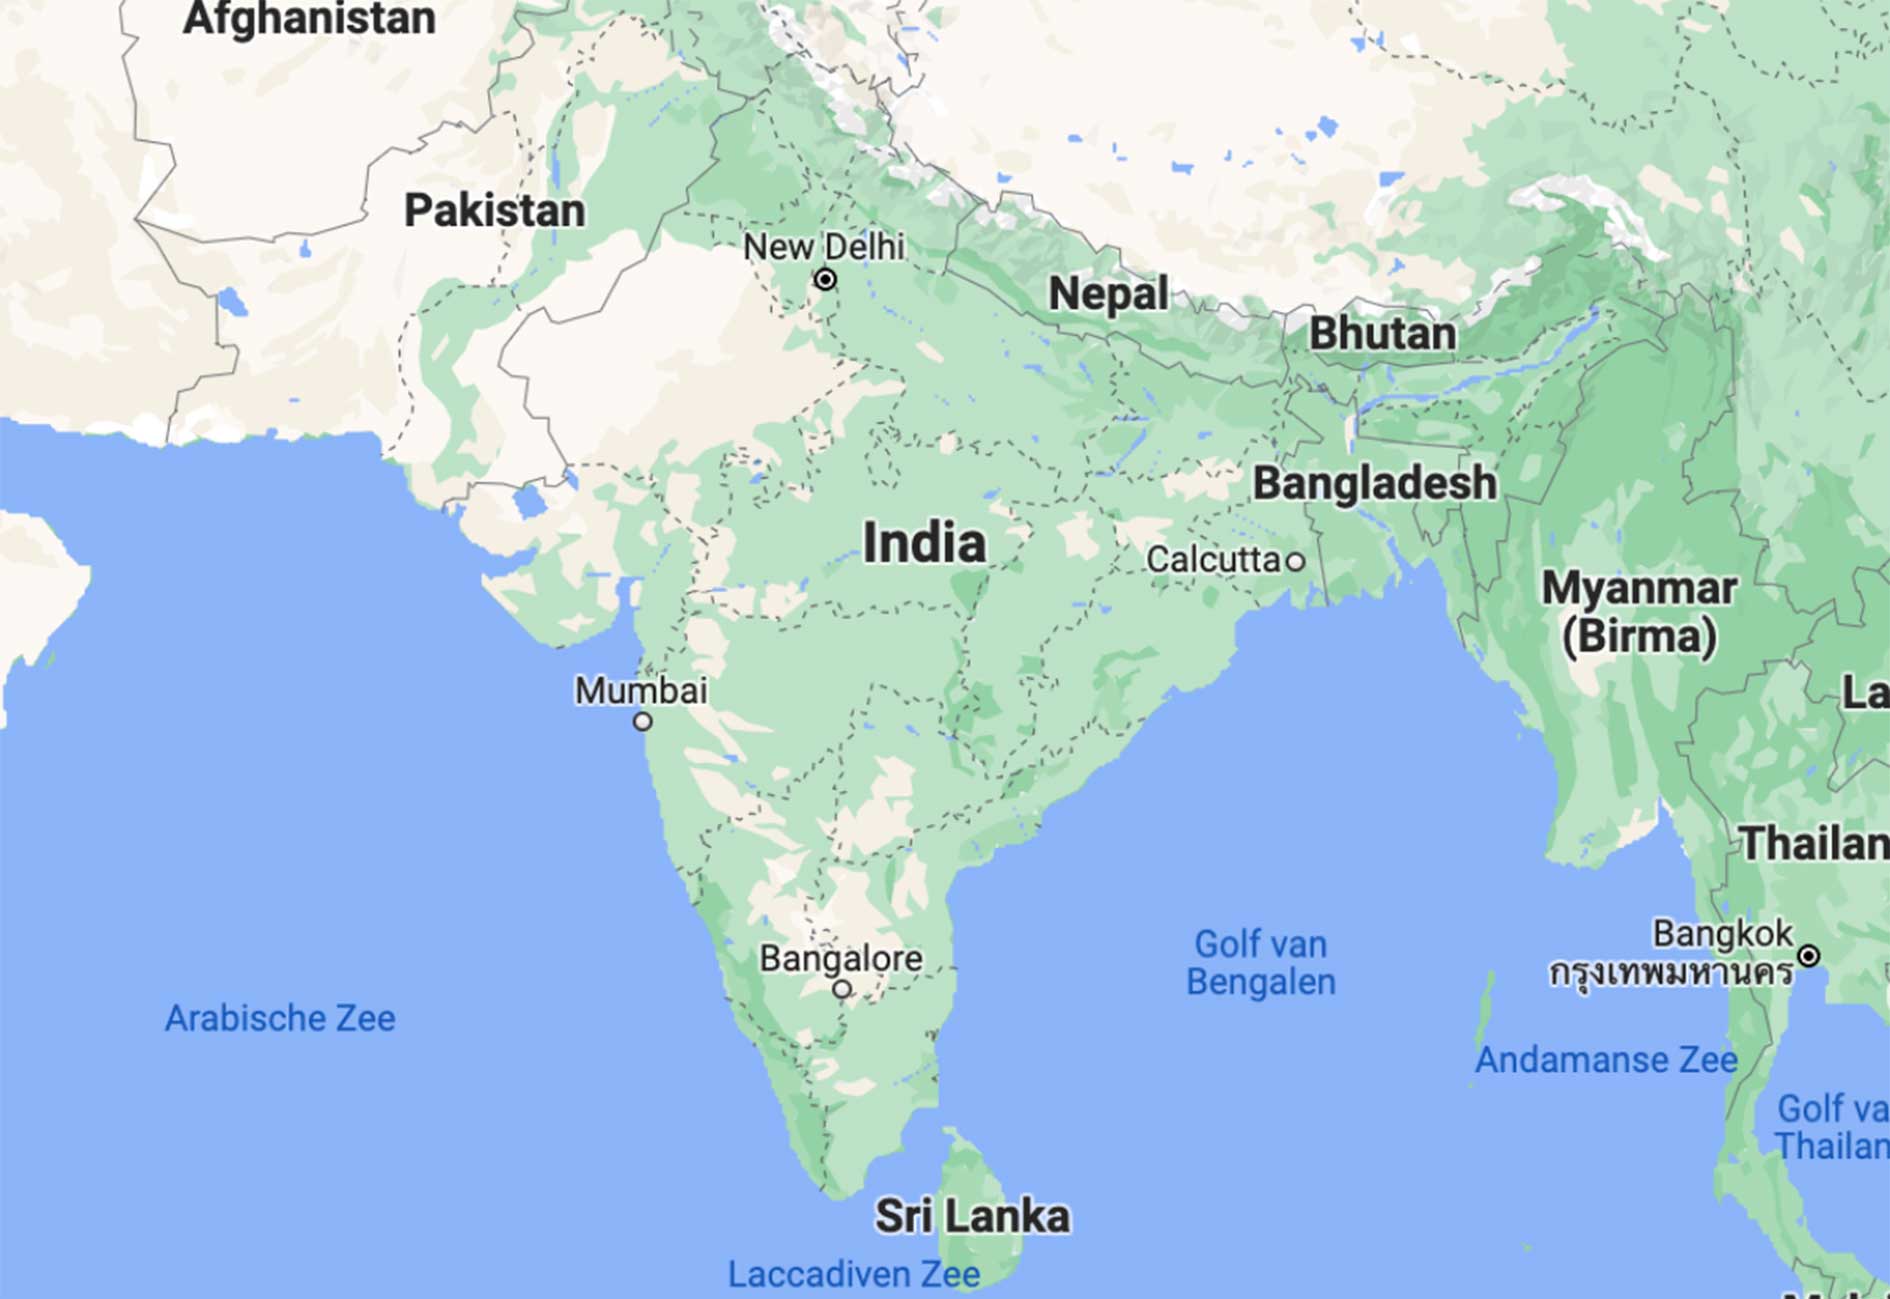 Afghanistan
Pakistan
New Delhi
Nepal
Bhutan
Bangladesh
India
Calcutta
Myanmar
(Birma)
La
Mumbai
Thailan
Bangalore
Golf van
Bengalen
Bangkok
กรุงเทพมหานคร
Arabische Zee
Andamanse Zee
Golf va
Thailan
Sri Lanka
Laccadiven Zee